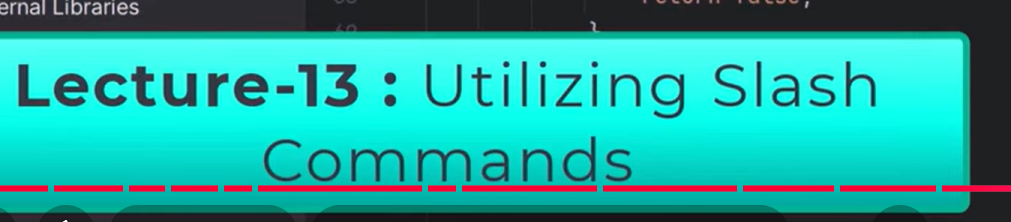 ernal Libraries
Lecture-13 : Utilizing Slash
Commands